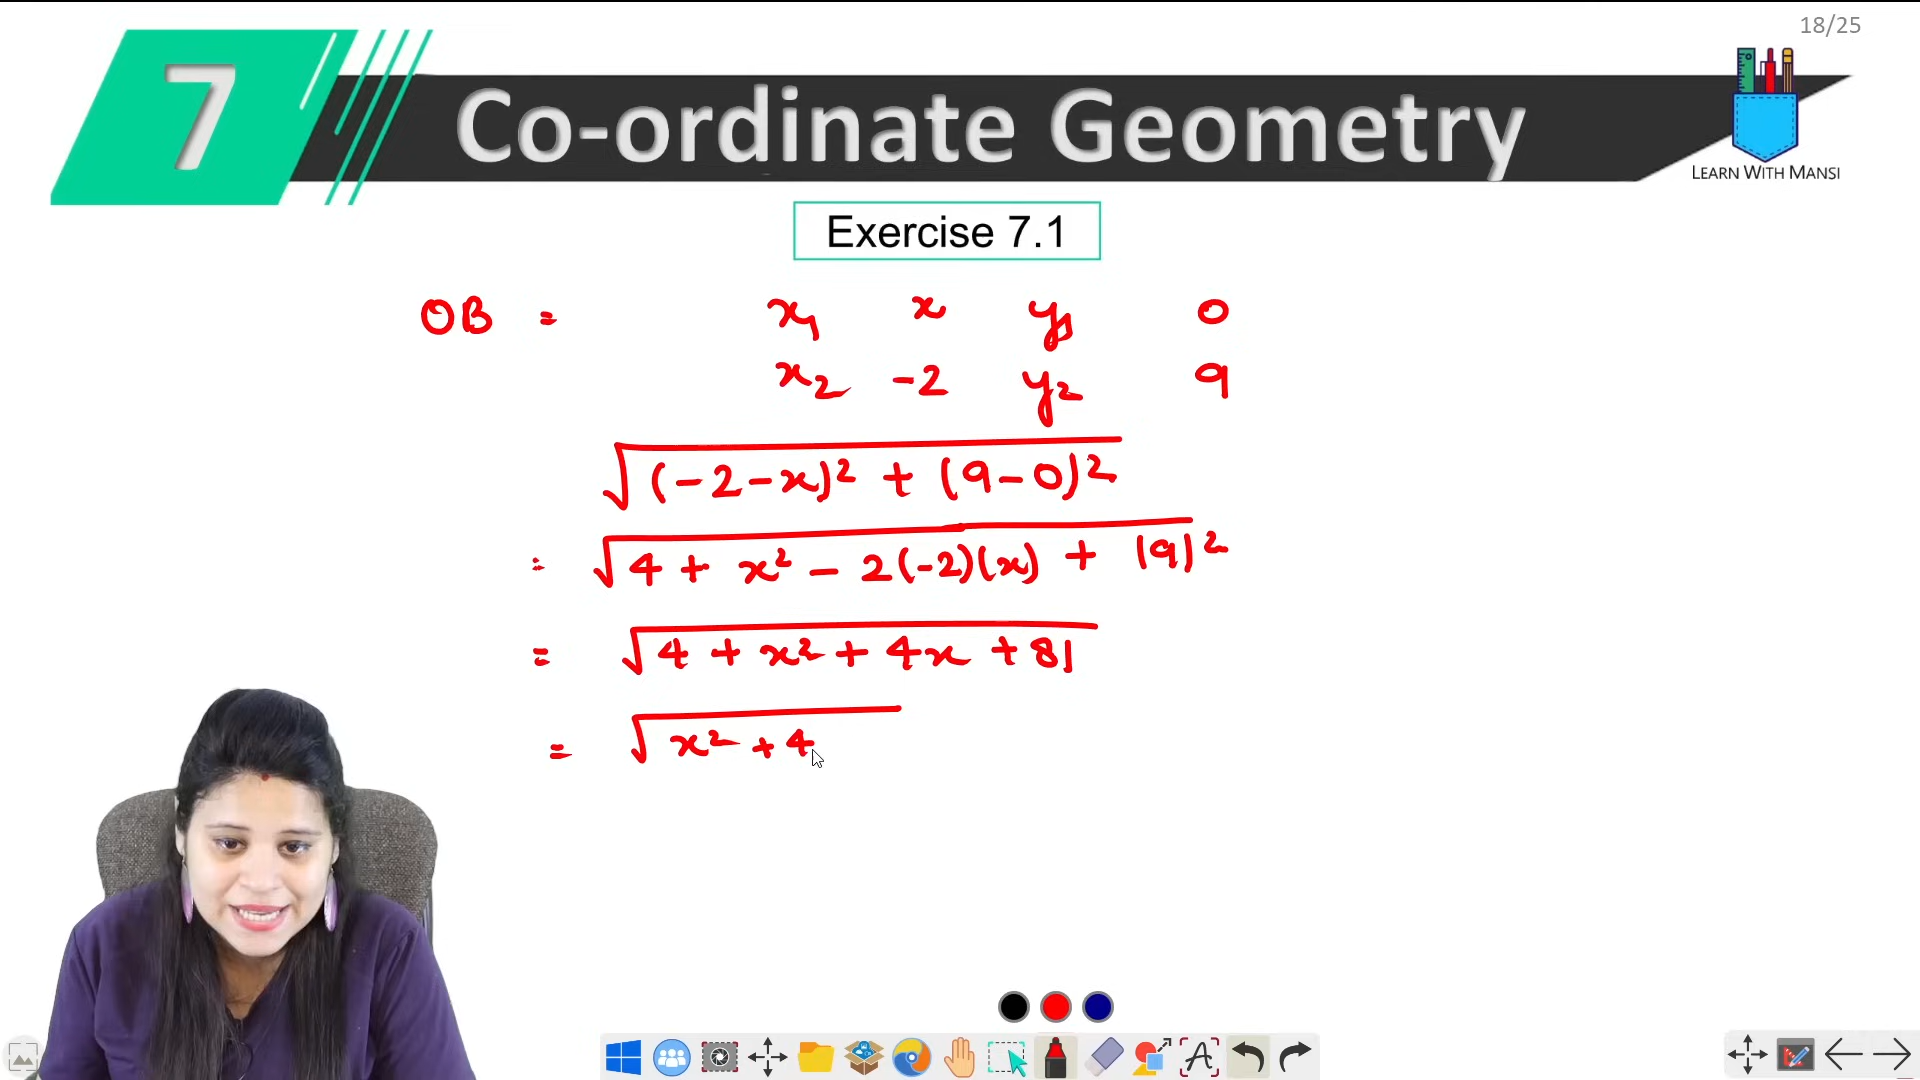 18/25
7 Co-ordinate Geometry
LEARN WITH MANSI
Exercise 7.1
OB = x₁ x y₁ 0
x₂ -2 y₂ 9
√(-2-x)² + (9-0)²
= √4 + x² - 2(-2)(x) + (9)²
= √4 + x² + 4x + 81
= √x² + 4